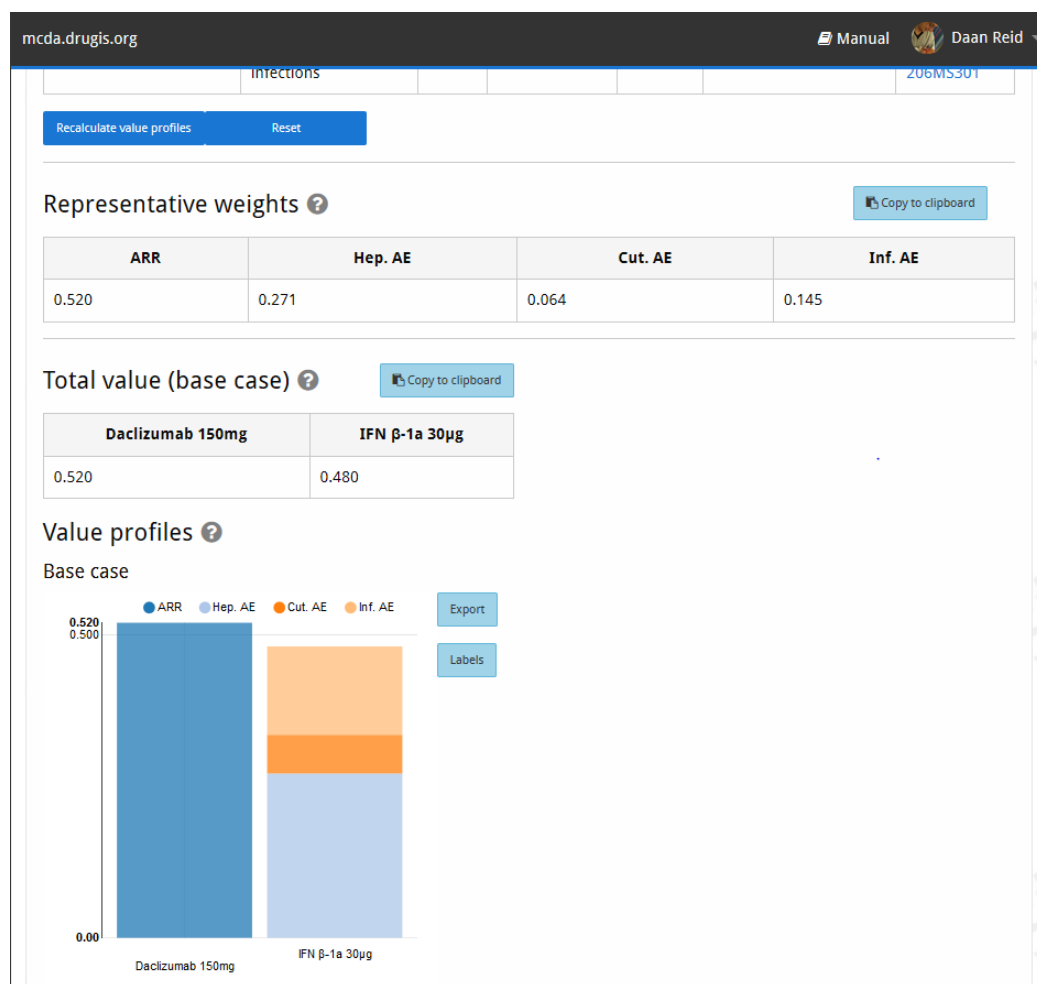 mcda.drugis.org Manual Daan Reid
Infections 206MS301
Recalculate value profiles Reset
Representative weights ? Copy to clipboard
ARR Hep. AE Cut. AE Inf. AE
0.520 0.271 0.064 0.145
Total value (base case) ? Copy to clipboard
Daclizumab 150mg IFN β-1a 30μg
0.520 0.480
Value profiles ?
Base case
ARR Hep. AE Cut. AE Inf. AE Export
0.520
0.500
Labels
0.00
IFN β-1a 30μg
Daclizumab 150mg